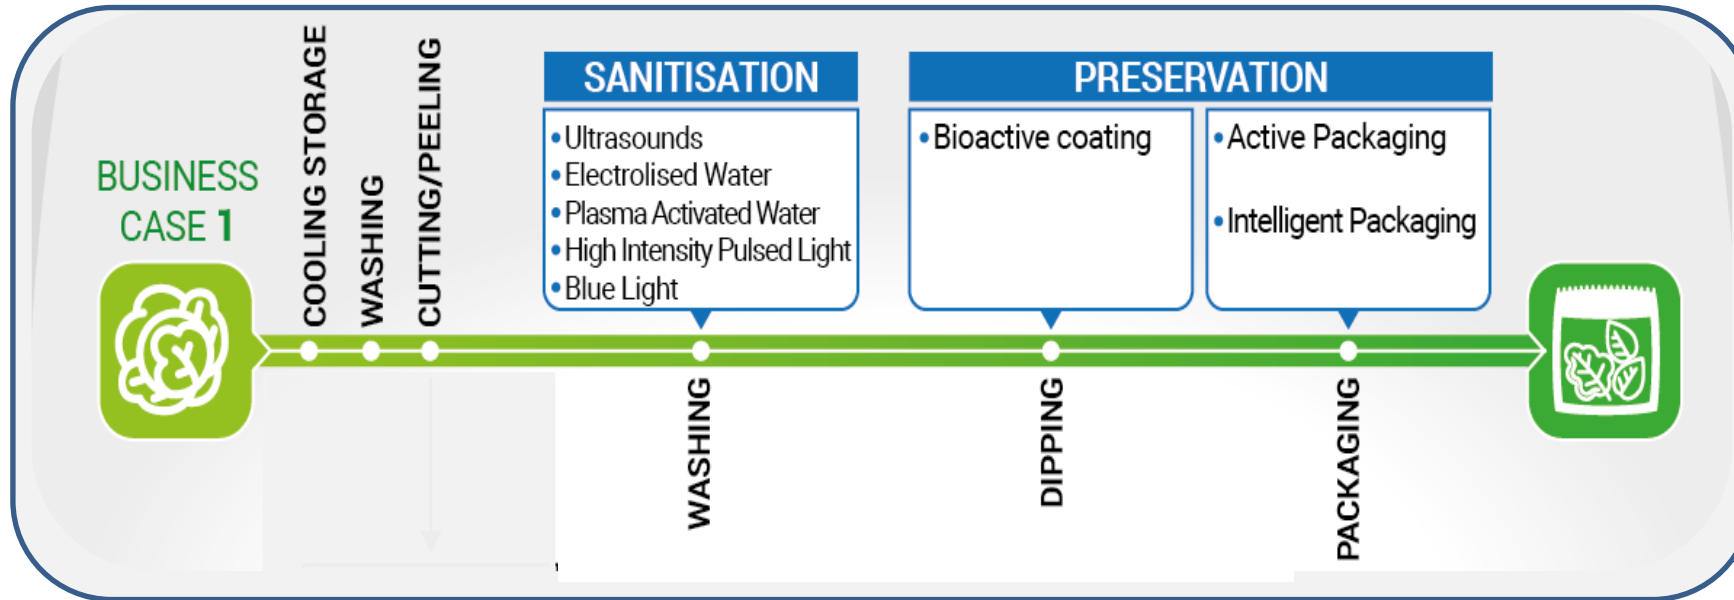 BUSINESS
CASE 1
COOLING STORAGE
WASHING
CUTTING/PEELING
SANITISATION
• Ultrasounds
• Electrolised Water
• Plasma Activated Water
• High Intensity Pulsed Light
• Blue Light
PRESERVATION
• Bioactive coating
• Active Packaging
• Intelligent Packaging
WASHING
DIPPING
PACKAGING